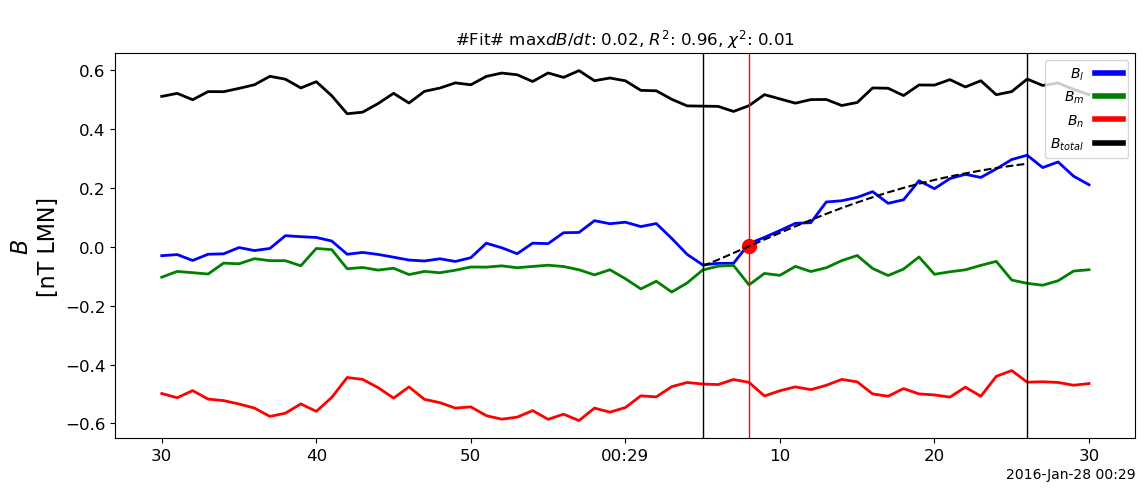 #Fit# maxdB/dt: 0.02, R²: 0.96, χ²: 0.01
B
[nT LMN]
0.6
0.4
0.2
0.0
−0.2
−0.4
−0.6
B_l
B_m
B_n
B_total
30 40 50 00:29 10 20 30
2016-Jan-28 00:29